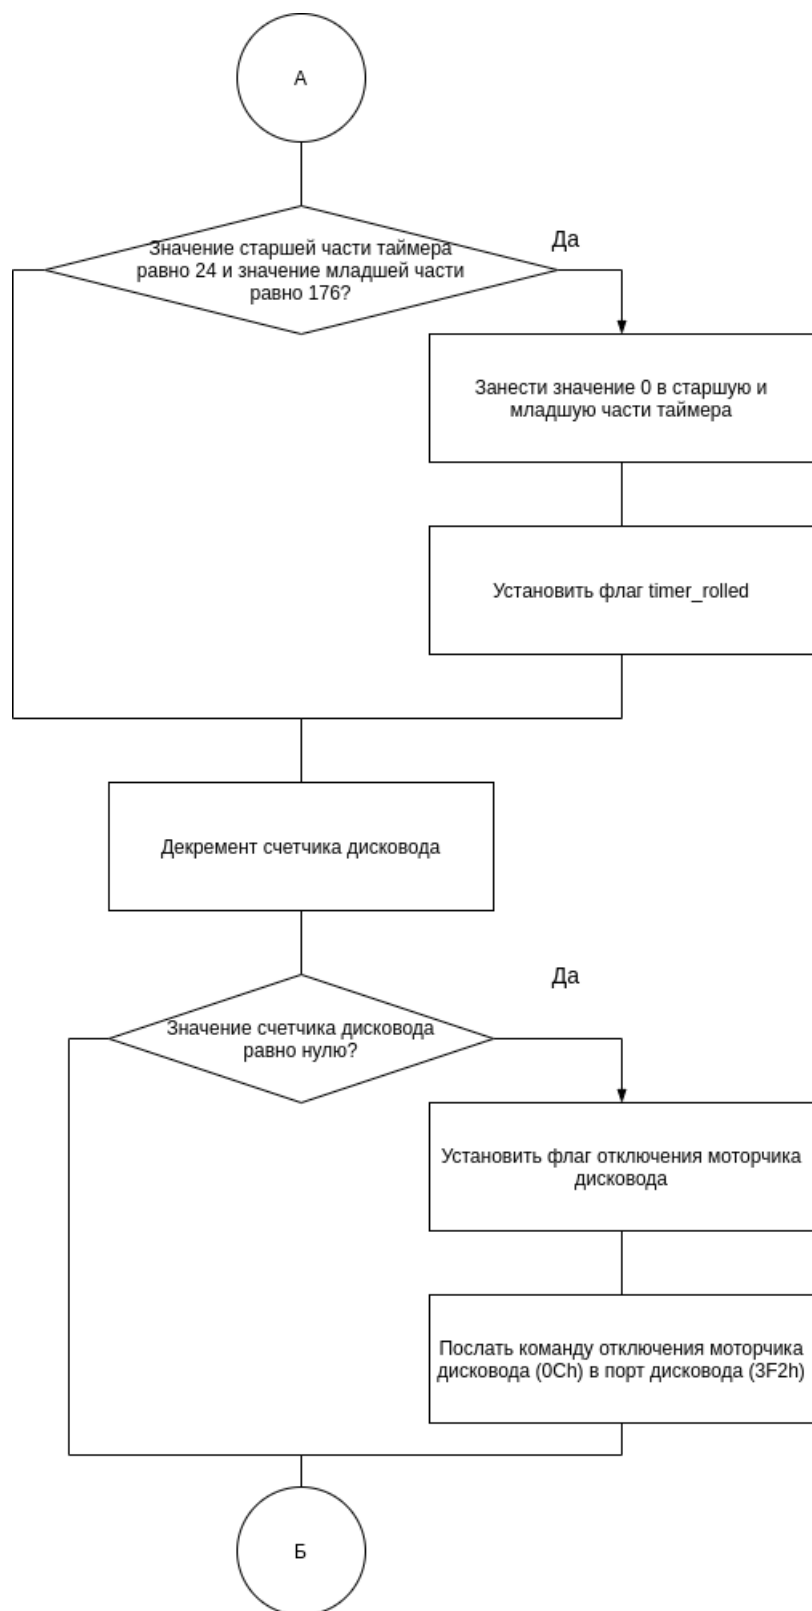 А
Значение старшей части таймера
равно 24 и значение младшей части
равно 176?
Да
Занести значение 0 в старшую и
младшую части таймера
Установить флаг timer_rolled
Декремент счетчика дисковода
Да
Значение счетчика дисковода
равно нулю?
Установить флаг отключения моторчика
дисковода
Послать команду отключения моторчика
дисковода (0Ch) в порт дисковода (3F2h)
Б